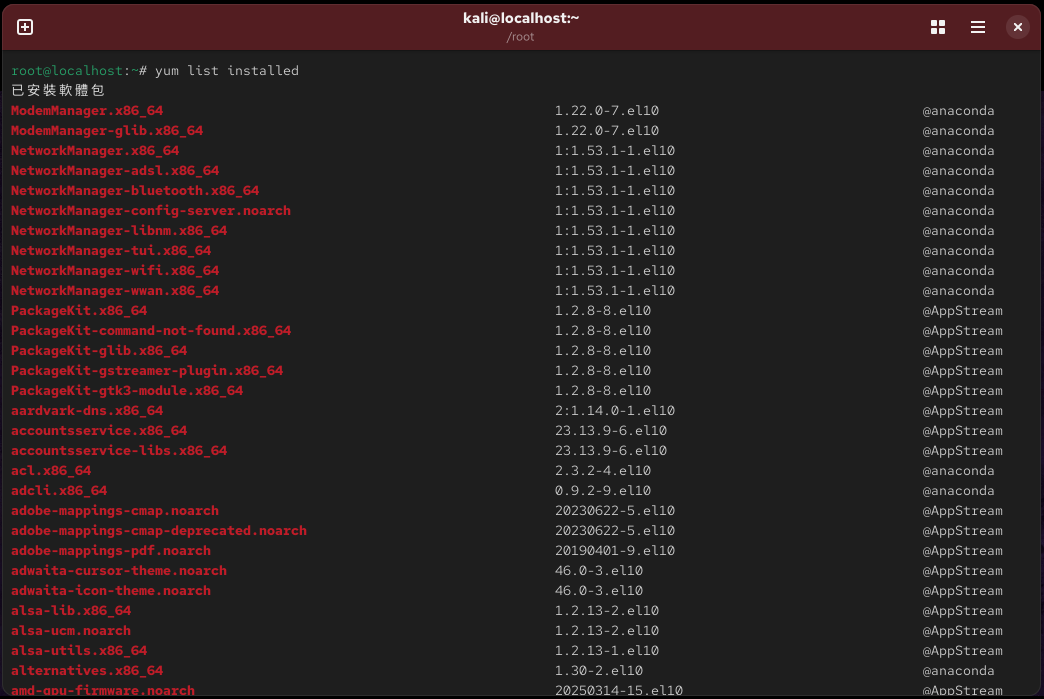 kali@localhost:~
/root
root@localhost:~# yum list installed
已安裝軟體包
ModemManager.x86_64 1.22.0-7.el10 @anaconda
ModemManager-glib.x86_64 1.22.0-7.el10 @anaconda
NetworkManager.x86_64 1:1.53.1-1.el10 @anaconda
NetworkManager-adsl.x86_64 1:1.53.1-1.el10 @anaconda
NetworkManager-bluetooth.x86_64 1:1.53.1-1.el10 @anaconda
NetworkManager-config-server.noarch 1:1.53.1-1.el10 @anaconda
NetworkManager-libnm.x86_64 1:1.53.1-1.el10 @anaconda
NetworkManager-tui.x86_64 1:1.53.1-1.el10 @anaconda
NetworkManager-wifi.x86_64 1:1.53.1-1.el10 @anaconda
NetworkManager-wwan.x86_64 1:1.53.1-1.el10 @anaconda
PackageKit.x86_64 1.2.8-8.el10 @AppStream
PackageKit-command-not-found.x86_64 1.2.8-8.el10 @AppStream
PackageKit-glib.x86_64 1.2.8-8.el10 @AppStream
PackageKit-gstreamer-plugin.x86_64 1.2.8-8.el10 @AppStream
PackageKit-gtk3-module.x86_64 1.2.8-8.el10 @AppStream
aardvark-dns.x86_64 2:1.14.0-1.el10 @AppStream
accountsservice.x86_64 23.13.9-6.el10 @AppStream
accountsservice-libs.x86_64 23.13.9-6.el10 @AppStream
acl.x86_64 2.3.2-4.el10 @anaconda
adcli.x86_64 0.9.2-9.el10 @anaconda
adobe-mappings-cmap.noarch 20230622-5.el10 @AppStream
adobe-mappings-cmap-deprecated.noarch 20230622-5.el10 @AppStream
adobe-mappings-pdf.noarch 20190401-9.el10 @AppStream
adwaita-cursor-theme.noarch 46.0-3.el10 @AppStream
adwaita-icon-theme.noarch 46.0-3.el10 @AppStream
alsa-lib.x86_64 1.2.13-2.el10 @AppStream
alsa-ucm.noarch 1.2.13-2.el10 @AppStream
alsa-utils.x86_64 1.2.13-1.el10 @AppStream
alternatives.x86_64 1.30-2.el10 @anaconda
amd-gpu-firmware.noarch 20250314-15.el10 @AppStream